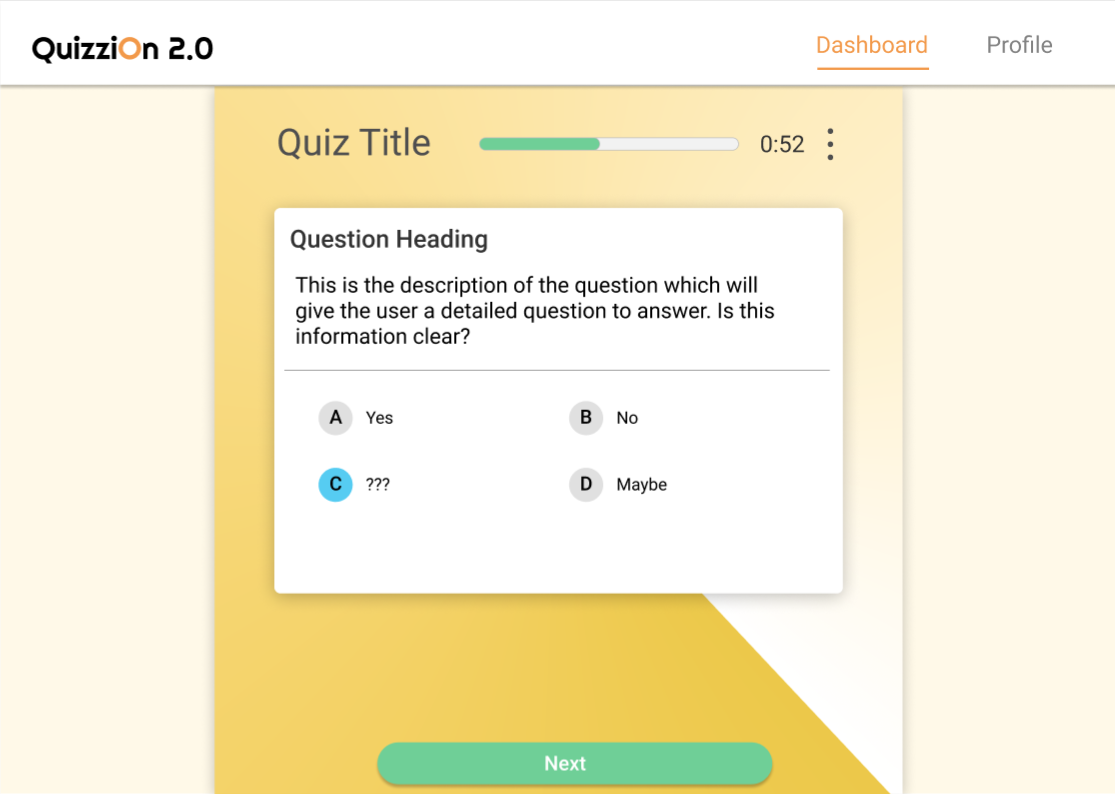 QuizziOn 2.0
Dashboard
Profile
Quiz Title
0:52
Question Heading
This is the description of the question which will
give the user a detailed question to answer. Is this
information clear?
A Yes
B No
C ???
D Maybe
Next